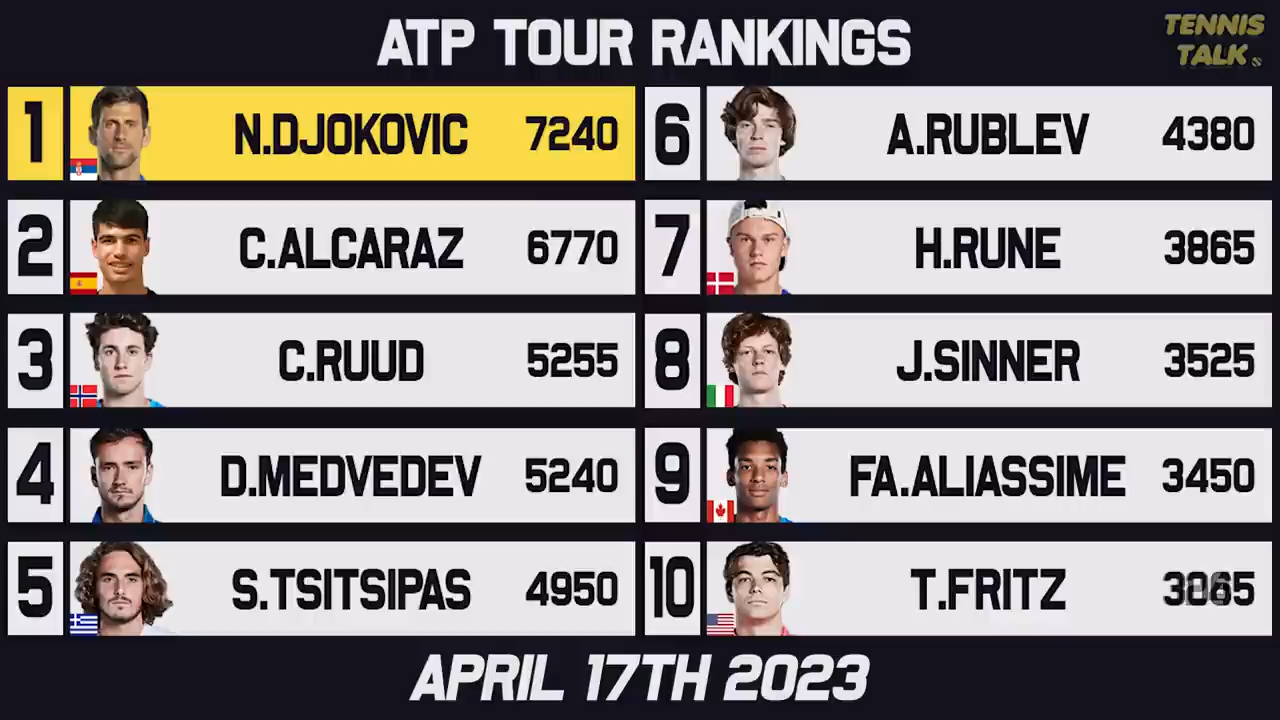 ATP TOUR RANKINGS
TENNIS
TALK
1 N.DJOKOVIC 7240
2 C.ALCARAZ 6770
3 C.RUUD 5255
4 D.MEDVEDEV 5240
5 S.TSITSIPAS 4950
6 A.RUBLEV 4380
7 H.RUNE 3865
8 J.SINNER 3525
9 FA.ALIASSIME 3450
10 T.FRITZ
APRIL 17TH 2023